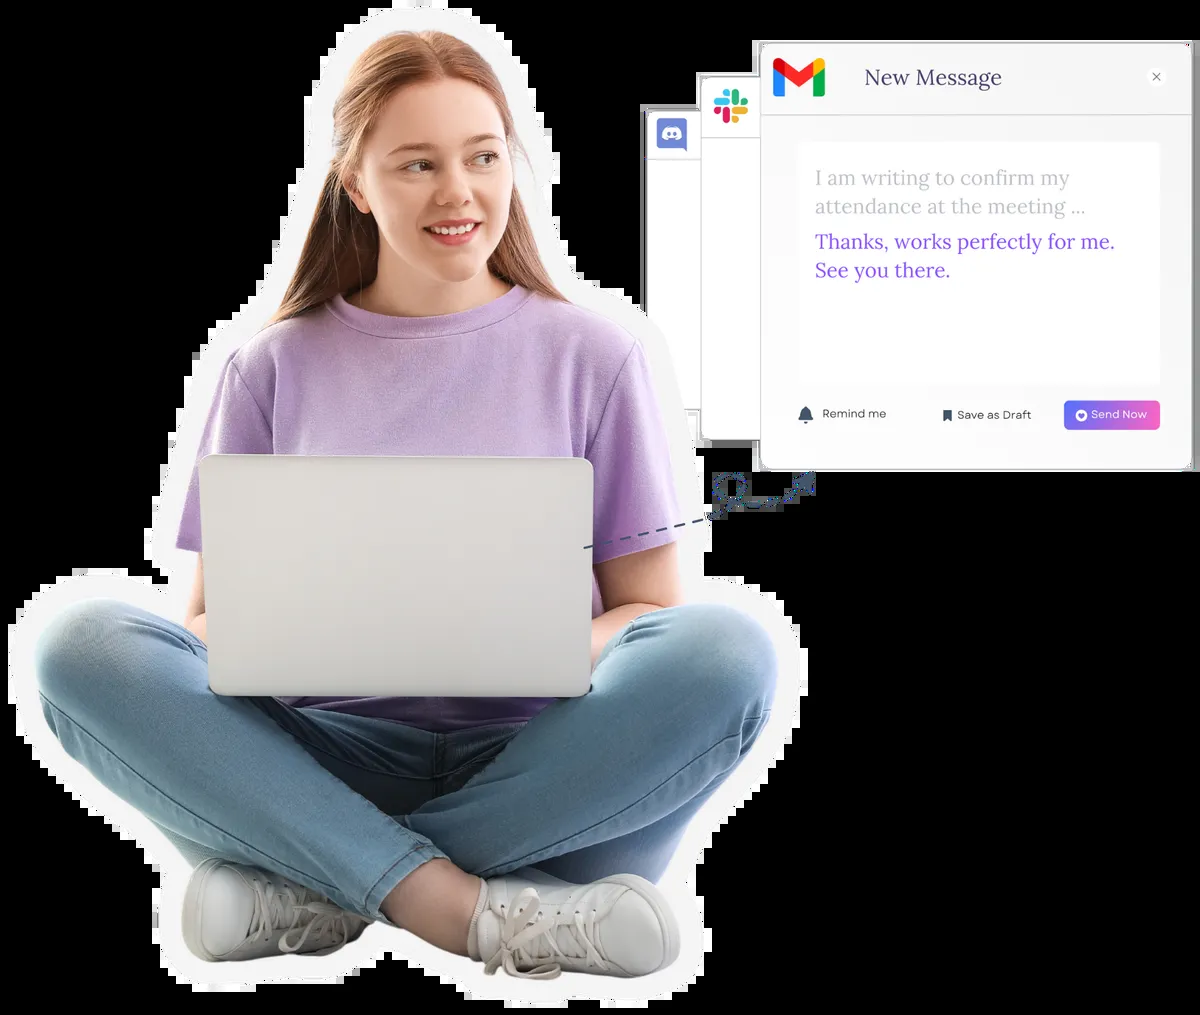 New Message
I am writing to confirm my
attendance at the meeting ...
Thanks, works perfectly for me.
See you there.
Remind me
Save as Draft
Send Now